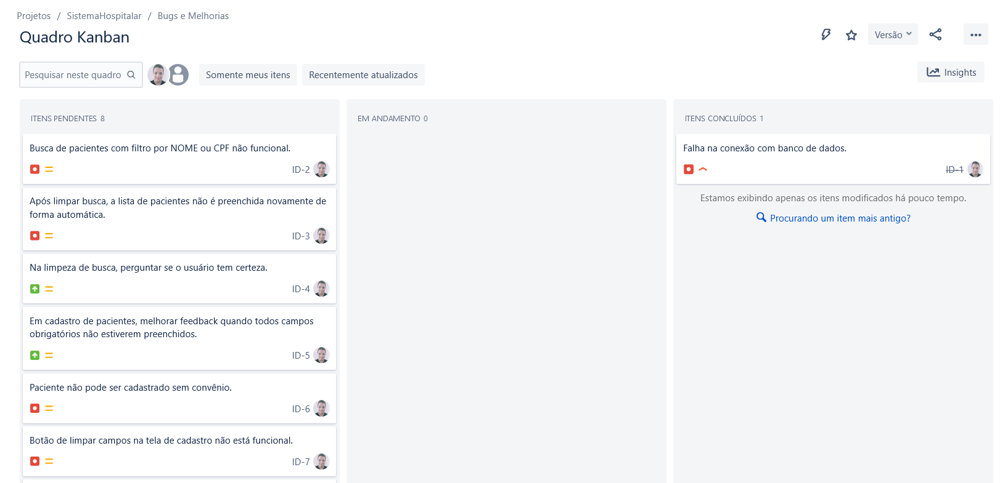 Projetos / SistemaHospitalar / Bugs e Melhorias
Quadro Kanban
Versão
Pesquisar neste quadro
Somente meus itens
Recentemente atualizados
Insights
ITENS PENDENTES 8
Busca de pacientes com filtro por NOME ou CPF não funcional.
ID-2
Após limpar busca, a lista de pacientes não é preenchida novamente de
forma automática.
ID-3
Na limpeza de busca, perguntar se o usuário tem certeza.
ID-4
Em cadastro de pacientes, melhorar feedback quando todos campos
obrigatórios não estiverem preenchidos.
ID-5
Paciente não pode ser cadastrado sem convênio.
ID-6
Botão de limpar campos na tela de cadastro não está funcional.
ID-7
EM ANDAMENTO 0
ITENS CONCLUÍDOS 1
Falha na conexão com banco de dados.
ID-1
Estamos exibindo apenas os itens modificados há pouco tempo.
Procurando um item mais antigo?